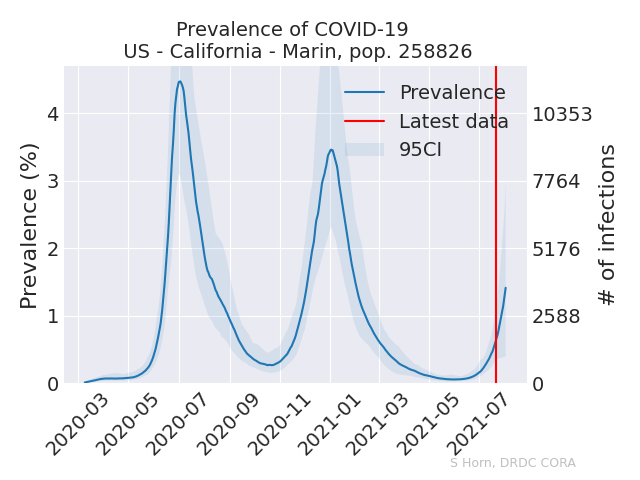 Prevalence of COVID-19
US - California - Marin, pop. 258826
Prevalence
Latest data
95CI
Prevalence (%)
4
3
2
1
0
10353
7764
5176
2588
0
# of infections
2020-03
2020-05
2020-07
2020-09
2020-11
2021-01
2021-03
2021-05
2021-07
S Horn, DRDC CORA